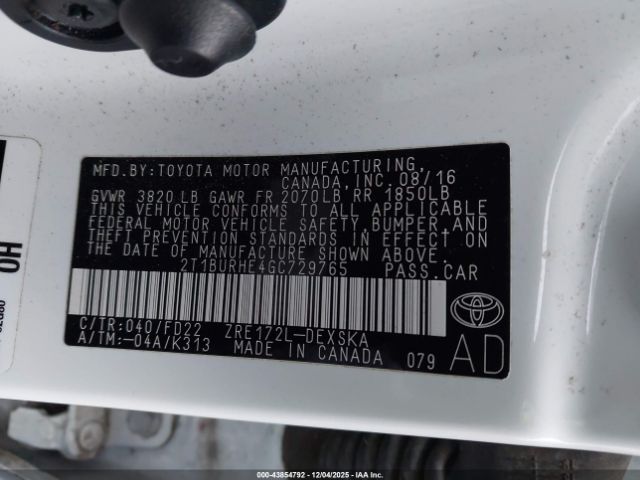 MFD.BY:TOYOTA MOTOR MANUFACTURING,
CANADA, INC. 08/16
GVWR 3820 LB GAWR FR 2070LB RR 1850LB
THIS VEHICLE CONFORMS TO ALL APPLICABLE
FEDERAL MOTOR VEHICLE SAFETY, BUMPER, AND
THEFT PREVENTION STANDARDS IN EFFECT ON
THE DATE OF MANUFACTURE SHOWN ABOVE.
2T1BURHE4GC729765 PASS.CAR
C/TR:040/FD22 ZRE172L-DEXSKA
A/TM:-04A/K313 MADE IN CANADA 079
AD
HO
000-43854792 - 12/04/2025 - IAA Inc.